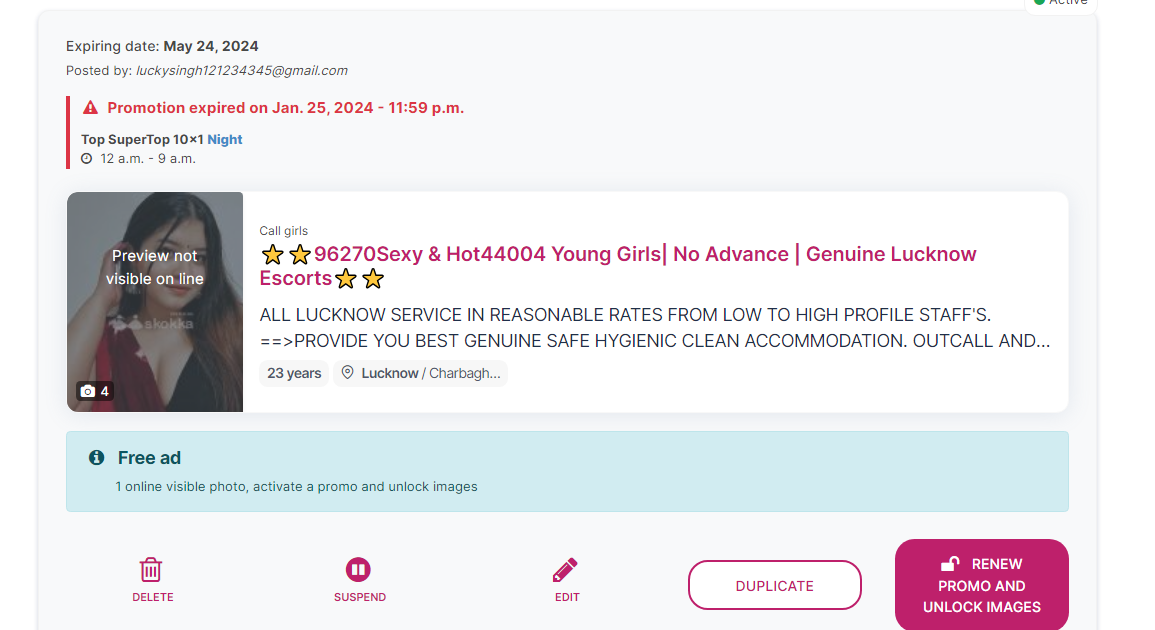 Active
Expiring date: May 24, 2024
Posted by: luckysingh121234345@gmail.com
Promotion expired on Jan. 25, 2024 - 11:59 p.m.
Top SuperTop 10x1 Night
12 a.m. - 9 a.m.
Preview not
visible on line
skokka
4
Call girls
⭐⭐96270Sexy & Hot44004 Young Girls| No Advance | Genuine Lucknow
Escorts⭐⭐
ALL LUCKNOW SERVICE IN REASONABLE RATES FROM LOW TO HIGH PROFILE STAFF'S.
==>PROVIDE YOU BEST GENUINE SAFE HYGIENIC CLEAN ACCOMMODATION. OUTCALL AND...
23 years Lucknow / Charbagh...
Free ad
1 online visible photo, activate a promo and unlock images
DELETE
SUSPEND
EDIT
DUPLICATE
RENEW
PROMO AND
UNLOCK IMAGES